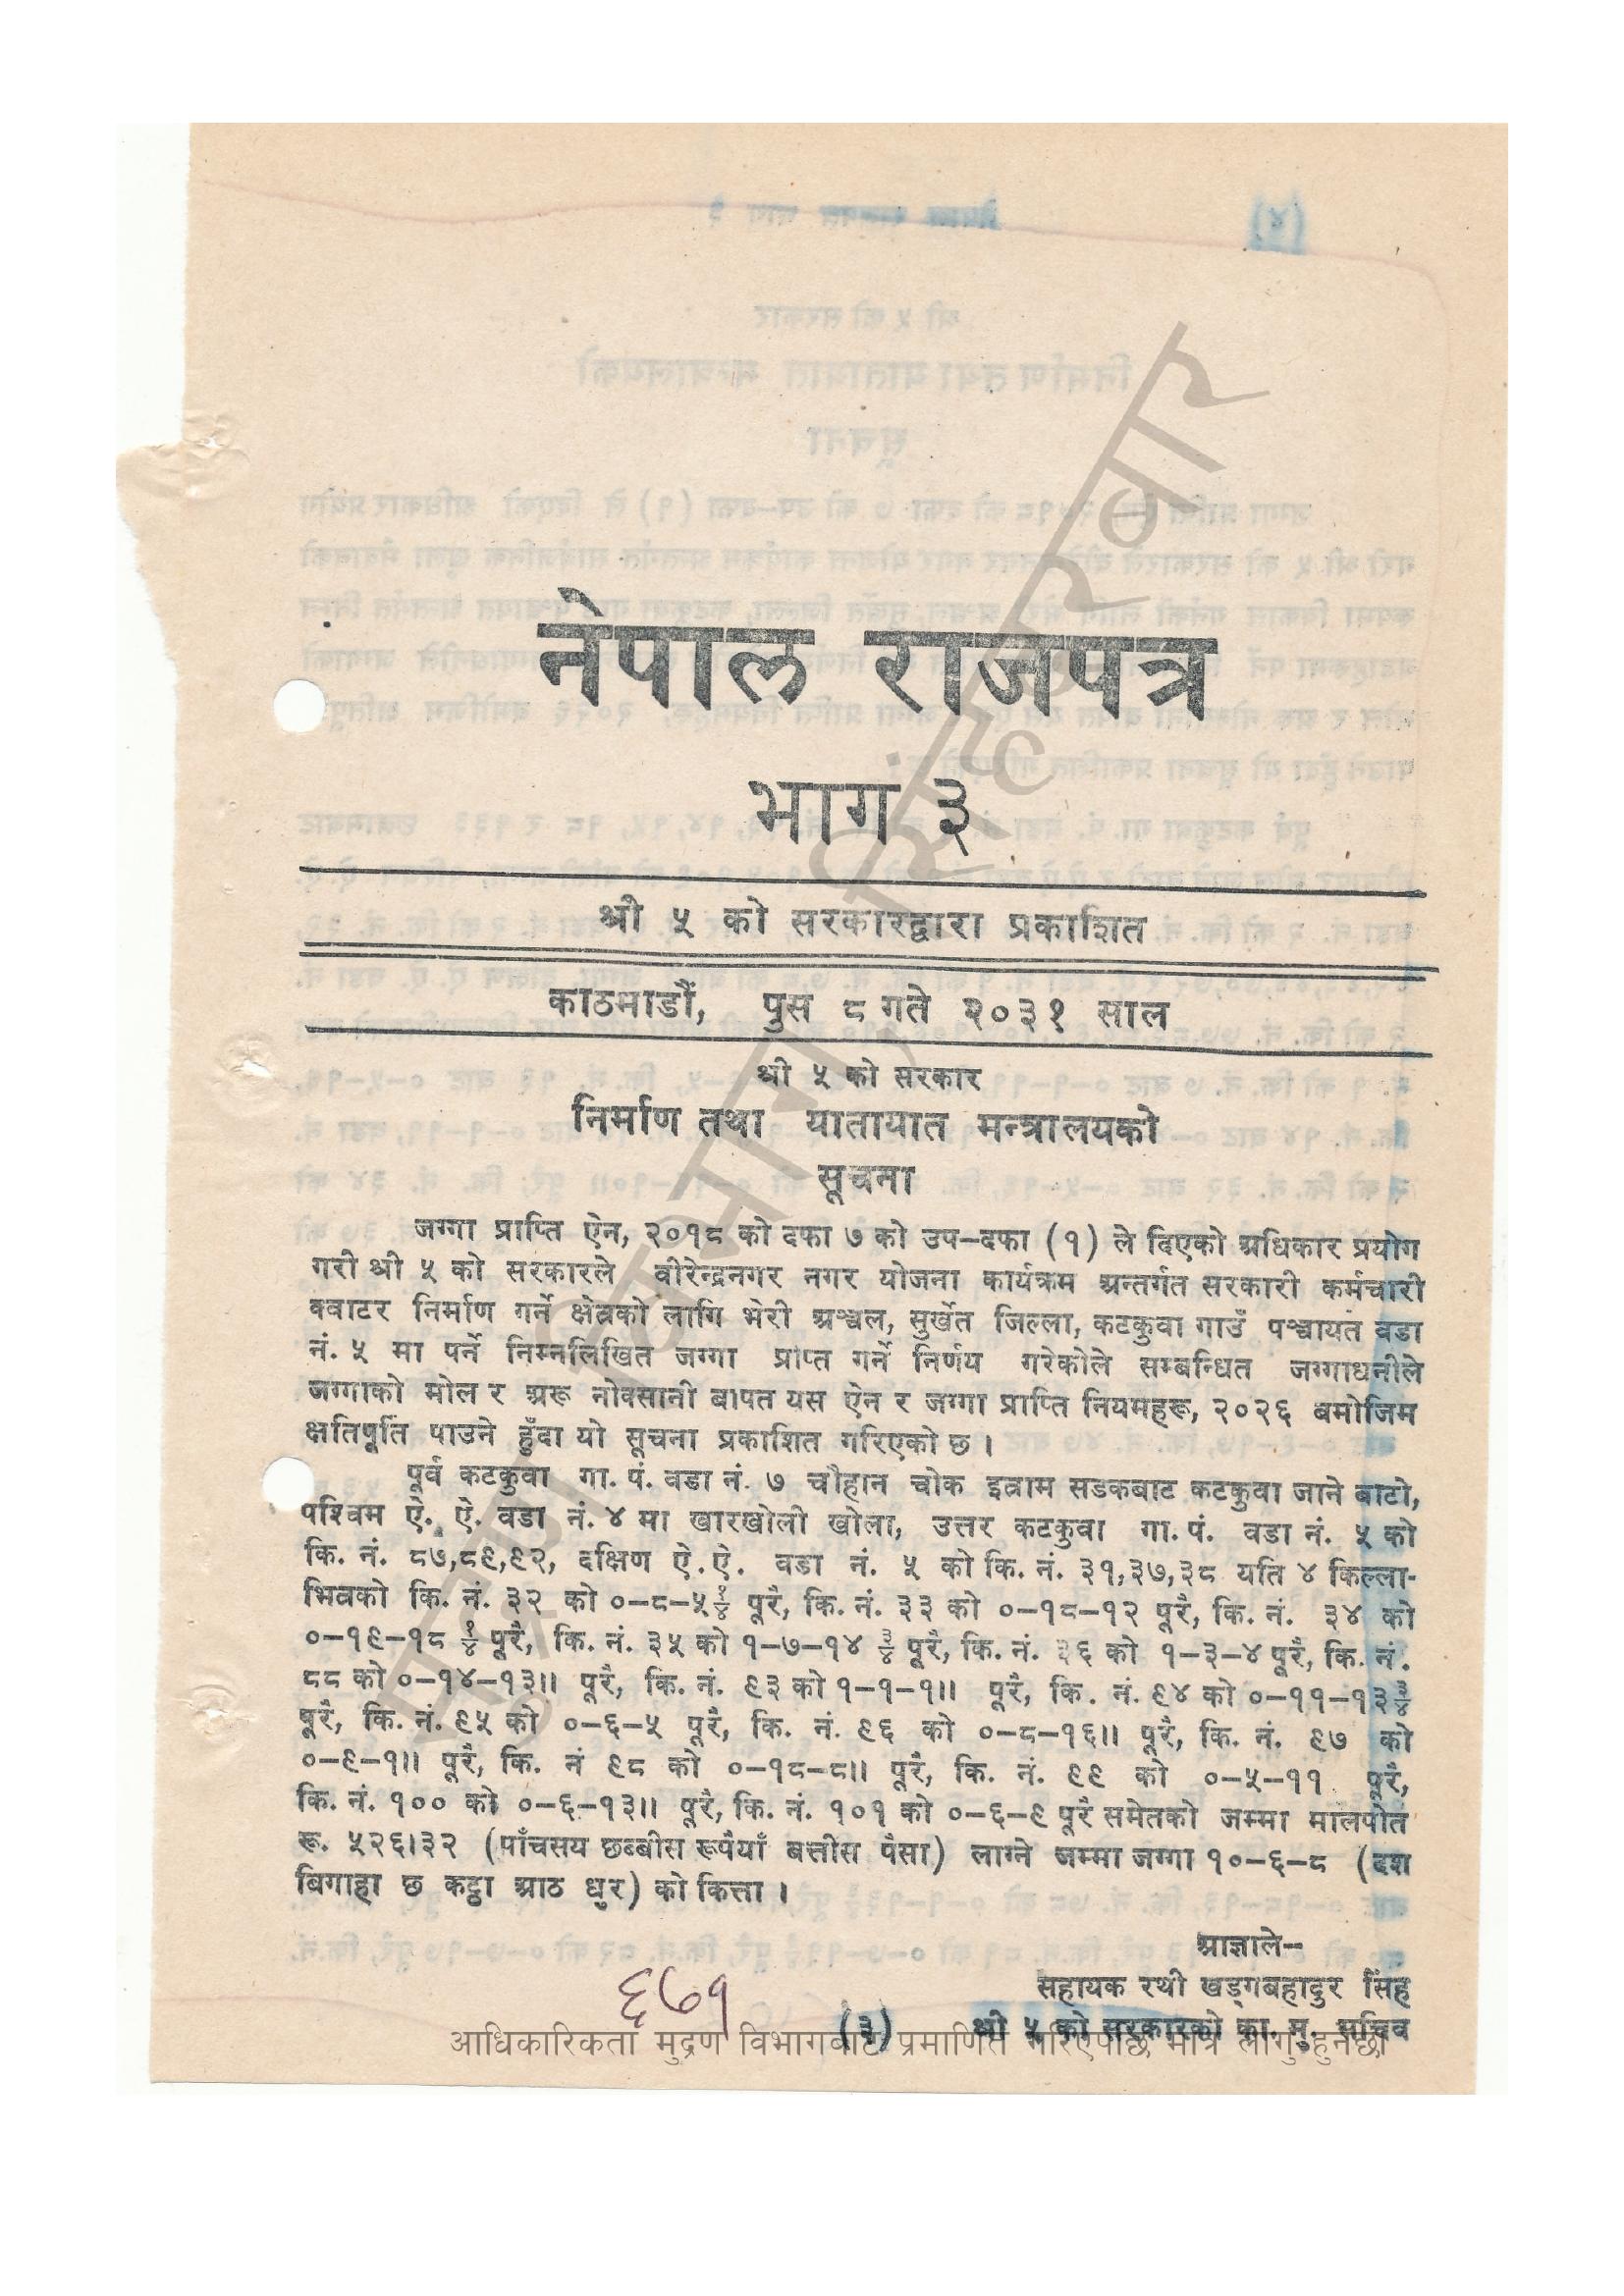 नेपाल राजपत्र
भाग ३
श्री ५ को सरकारद्वारा प्रकाशित
काठमाडौं, पुस ८ गते २०३१ साल
श्री ५ को सरकार
निर्माण तथा यातायात मन्त्रालयको
सूचना
जग्गा प्राप्ति ऐन, २०१८ को दफा ७ को उप-दफा (१) ले दिएको अधिकार प्रयोग
गरी श्री ५ को सरकारले वीरेन्द्रनगर नगर योजना कार्यक्रम अन्तर्गत सरकारी कर्मचारी
क्वाटर निर्माण गर्ने क्षेत्रको लागि भेरी अञ्चल, सुर्खेत जिल्ला, कटकुवा गाउँ पञ्चायत वडा
नं. ५ मा पर्ने निम्नलिखित जग्गा प्राप्त गर्ने निर्णय गरेकोले सम्बन्धित जग्गाधनीले
जग्गाको मोल र अरू नोक्सानी बापत यस ऐन र जग्गा प्राप्ति नियमहरू, २०२६ बमोजिम
क्षतिपूर्ति पाउने हुँदा यो सूचना प्रकाशित गरिएको छ ।
पूर्व कटकुवा गा. पं. वडा नं. ७ चौहान चोक इत्राम सडकबाट कटकुवा जाने बाटो,
पश्चिम ऐ. ऐ. वडा नं. ४ मा खारखोली खोला, उत्तर कटकुवा गा. पं. वडा नं. ५ को
कि. नं. ८७,८९,९२, दक्षिण ऐ. ऐ. वडा नं. ५ को कि. नं. ३१,३७,३८ यति ४ किल्ला-
भित्रको कि. नं. ३२ को ०–८–५¼ पूरै, कि. नं. ३३ को ०–१८–१२ पूरै, कि. नं. ३४ को
०–१९–१८ ¼ पूरै, कि. नं. ३५ को १–७–१४ ¾ पूरै, कि. नं. ३६ को १–३–४ पूरै, कि. नं.
८८ को ०–१४–१३॥ पूरै, कि. नं. ९३ को १–१–१॥ पूरै, कि. नं. ९४ को ०–११–१३¾
पूरै, कि. नं. ९५ को ०–६–५ पूरै, कि. नं. ९६ को ०–८–१६॥ पूरै, कि. नं. ९७ को
०–९–१॥ पूरै, कि. नं ९८ को ०–१८–८॥ पूरै, कि. नं. ९९ को ०–५–११ पूरै,
कि. नं. १०० को ०–६–१३॥ पूरै, कि. नं. १०१ को ०–६–९ पूरै समेतको जम्मा मालपोत
रू. ५२६।३२ (पाँचसय छब्बीस रूपैयाँ बत्तीस पैसा) लाग्ने जम्मा जग्गा १०–६–८ (दश
बिगाहा छ कट्ठा आठ धुर) को कित्ता ।
आज्ञाले–
सहायक रथी खड्गबहादुर सिंह
श्री ५ को सरकारको का. मु. सचिव
६७१
(३)
आधिकारिकता मुद्रण विभागबाट प्रमाणित गरिएपछि मात्र लागु हुनेछ।